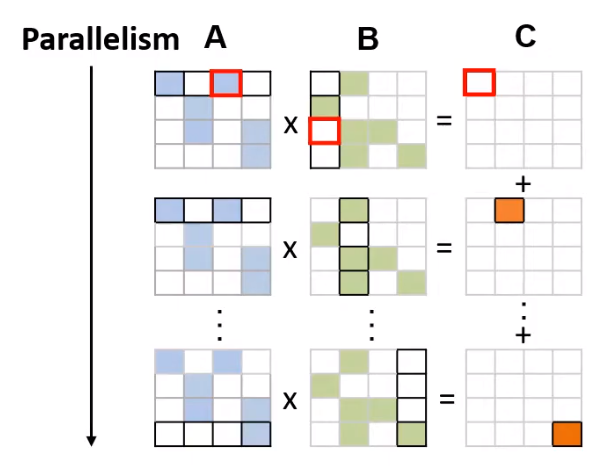 Parallelism A B C
x =
+
x =
⋮ ⋮ ⋮
+
x =